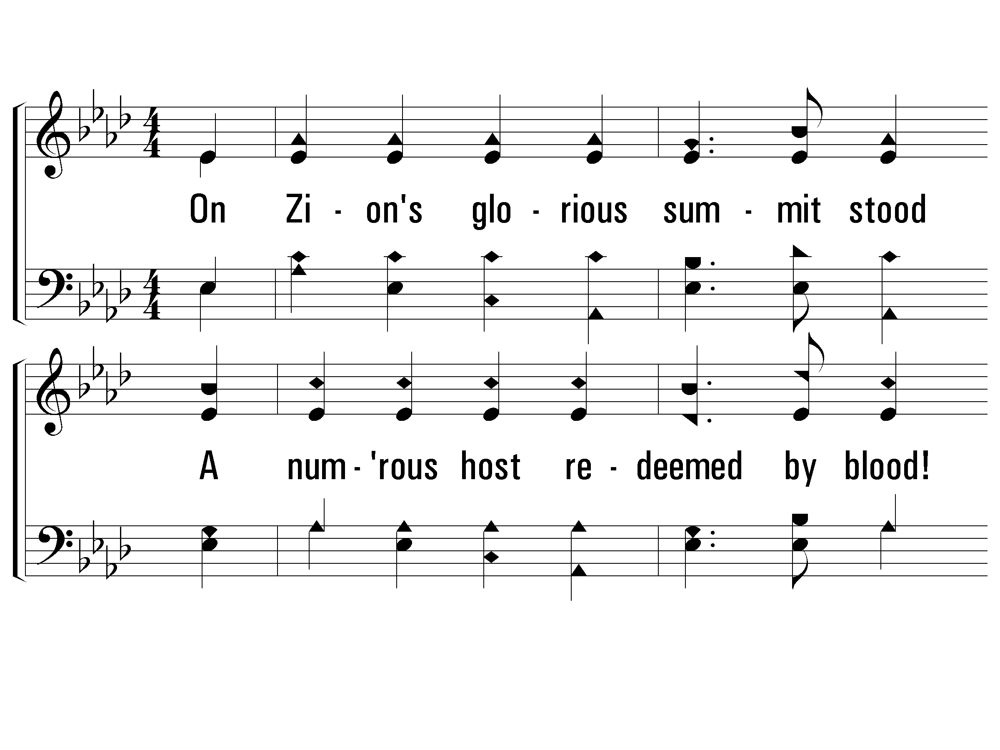 On Zi - on's glo - rious sum - mit stood
A num - 'rous host re - deemed by blood!